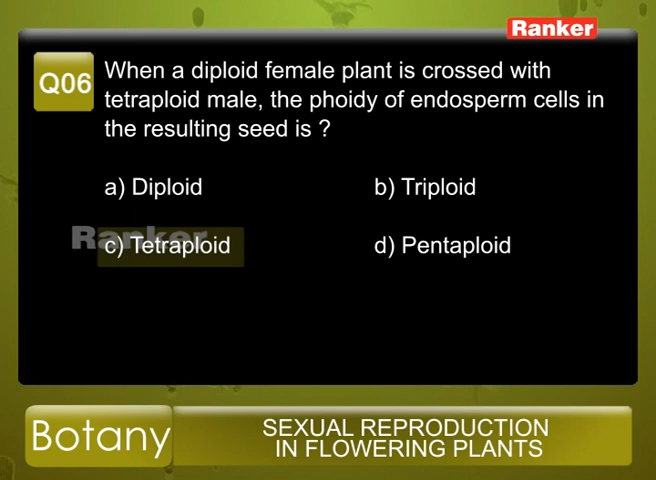 Ranker
Q06
When a diploid female plant is crossed with
tetraploid male, the phoidy of endosperm cells in
the resulting seed is ?
a) Diploid
b) Triploid
Ranker
c) Tetraploid
d) Pentaploid
Botany
SEXUAL REPRODUCTION
IN FLOWERING PLANTS